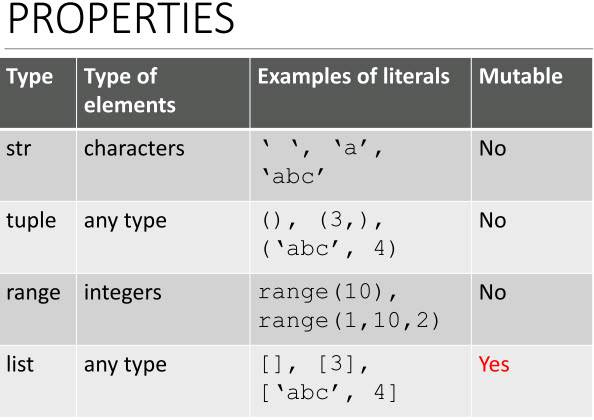 PROPERTIES
Type Type of elements Examples of literals Mutable
str characters ‘ ‘, ‘a’, ‘abc’ No
tuple any type (), (3,), (‘abc’, 4) No
range integers range(10), range(1,10,2) No
list any type [], [3], [‘abc’, 4] Yes